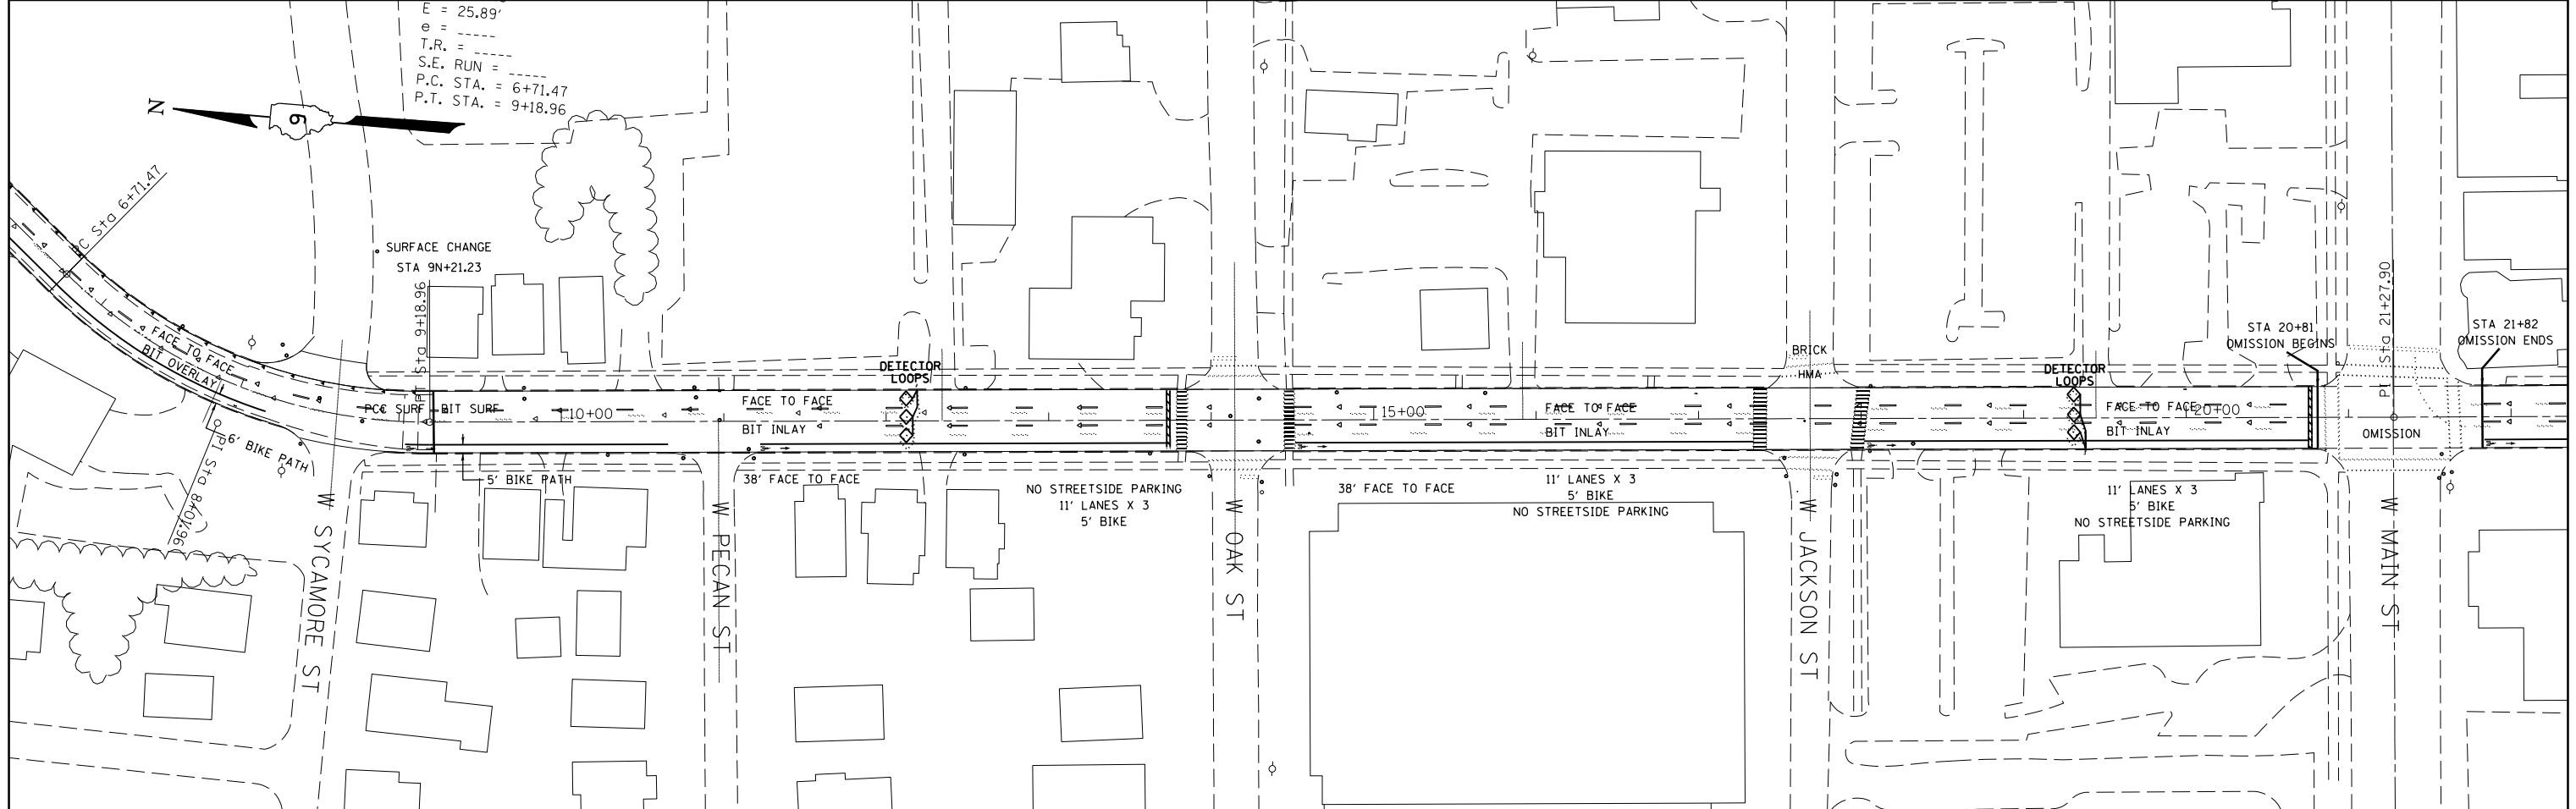 E = 25.89'
e = _____
T.R. = _____
S.E. RUN = _____
P.C. STA. = 6+71.47
P.T. STA. = 9+18.96
N
9
PC Sta 6+71.47
SURFACE CHANGE
STA 9N+21.23
PT Sta 9+18.96
FACE TO FACE
BIT OVERLAY
PCC SURF
BIT SURF
6' BIKE PATH
PI Sta 8+01.96
5' BIKE PATH
10+00
FACE TO FACE
BIT INLAY
DETECTOR
LOOPS
38' FACE TO FACE
NO STREETSIDE PARKING
11' LANES X 3
5' BIKE
15+00
38' FACE TO FACE
FACE TO FACE
BIT INLAY
11' LANES X 3
5' BIKE
NO STREETSIDE PARKING
BRICK
HMA
DETECTOR
LOOPS
FACE TO FACE
20+00
BIT INLAY
11' LANES X 3
5' BIKE
NO STREETSIDE PARKING
STA 20+81
OMISSION BEGINS
PI Sta 21+27.90
OMISSION
STA 21+82
OMISSION ENDS
W SYCAMORE ST
W PECAN ST
W OAK ST
W JACKSON ST
W MAIN ST